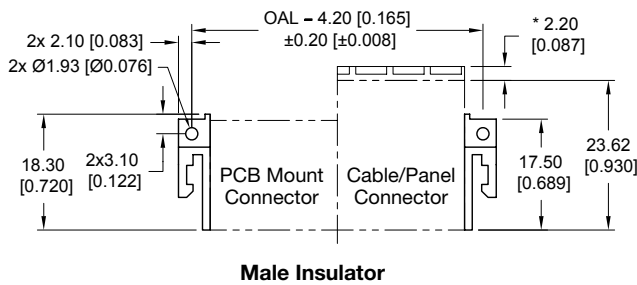 OAL – 4.20 [0.165]
±0.20 [±0.008]
* 2.20
[0.087]
2x 2.10 [0.083]
2x Ø1.93 [Ø0.076]
18.30
[0.720]
2x3.10
[0.122]
PCB Mount
Connector
Cable/Panel
Connector
17.50
[0.689]
23.62
[0.930]
Male Insulator